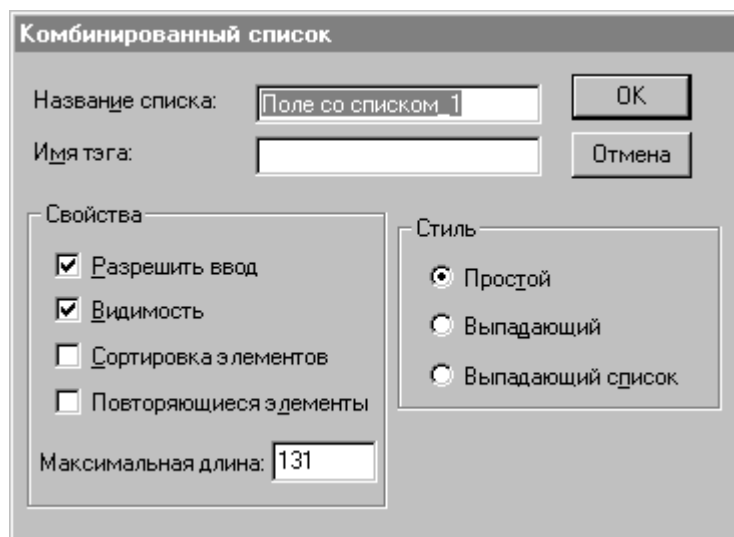 Комбинированный список
Название списка: Поле со списком_1 OK
Имя тэга: Отмена
Свойства
Разрешить ввод
Видимость
Сортировка элементов
Повторяющиеся элементы
Максимальная длина: 131
Стиль
Простой
Выпадающий
Выпадающий список